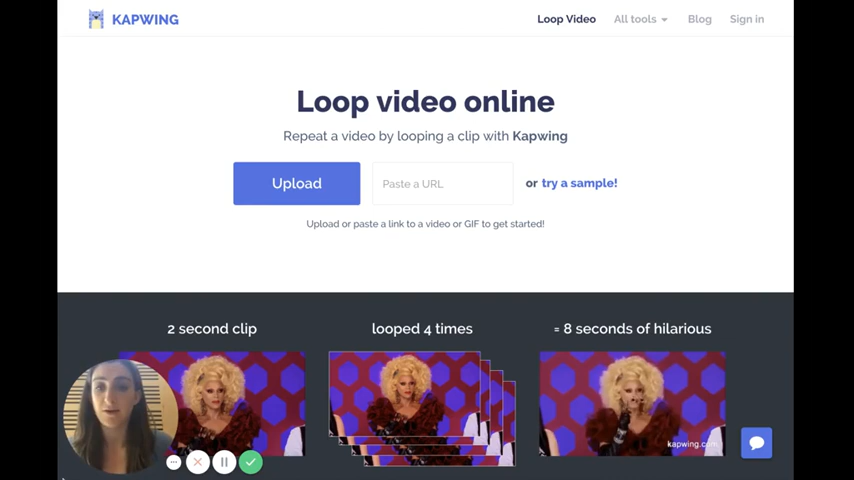 KAPWING
Loop Video All tools Blog Sign in
Loop video online
Repeat a video by looping a clip with Kapwing
Upload Paste a URL or try a sample!
Upload or paste a link to a video or GIF to get started!
2 second clip looped 4 times = 8 seconds of hilarious
kapwing.com